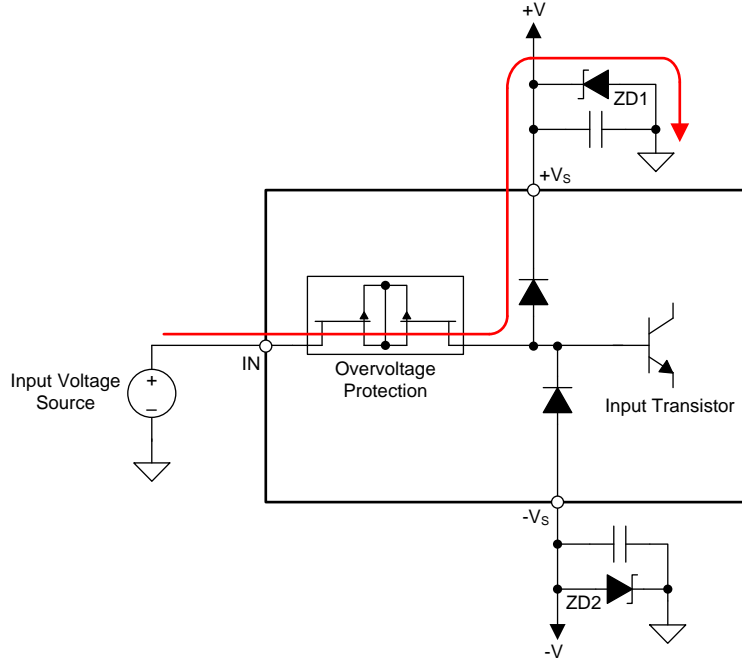 +V
ZD1
+VS
IN
Overvoltage
Protection
Input Voltage
Source
+
−
Input Transistor
-VS
ZD2
-V